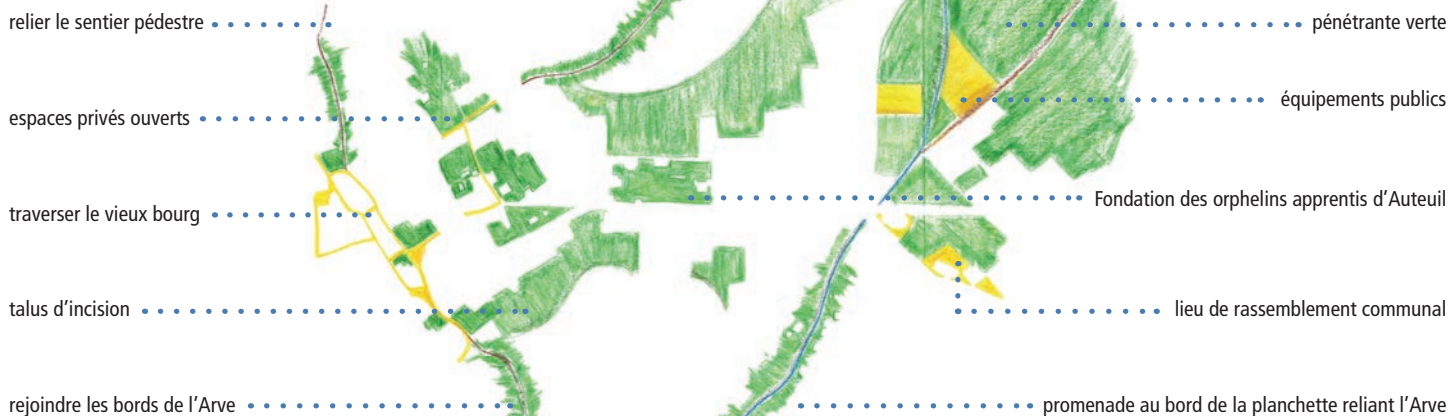 relier le sentier pédestre
pénétrante verte
espaces privés ouverts
équipements publics
traverser le vieux bourg
Fondation des orphelins apprentis d’Auteuil
talus d’incision
lieu de rassemblement communal
rejoindre les bords de l’Arve
promenade au bord de la planchette reliant l’Arve